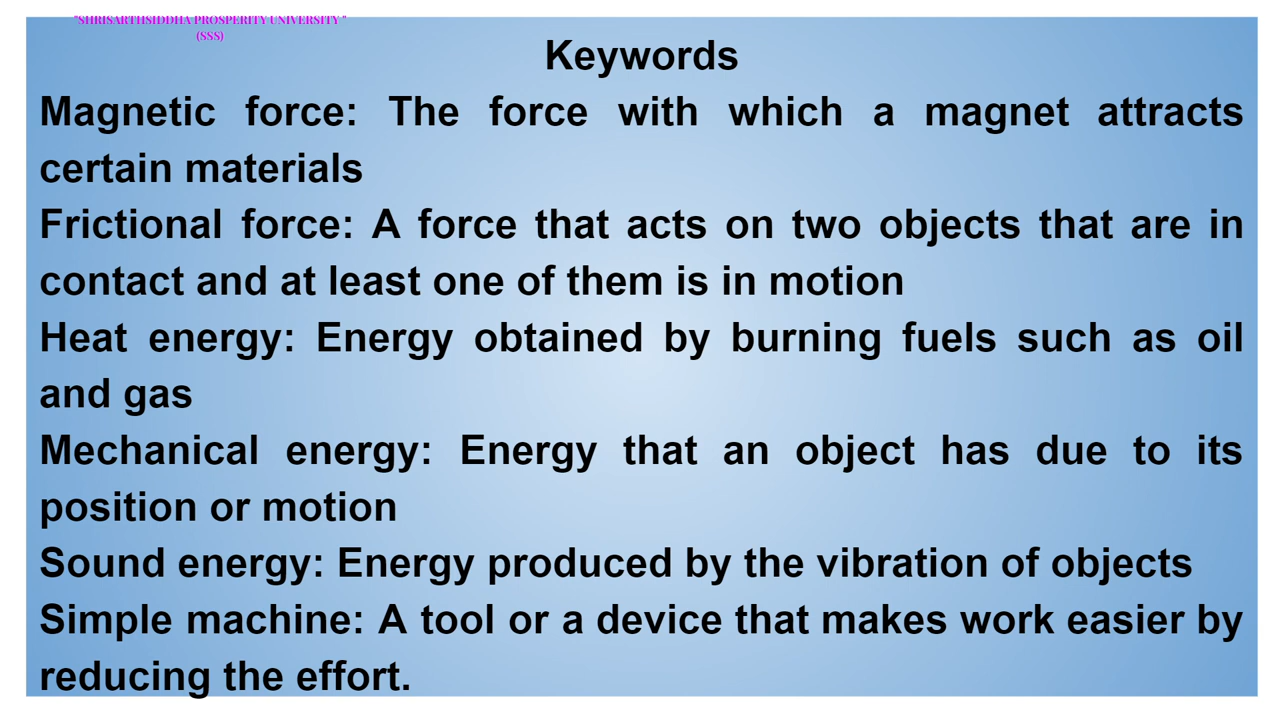 "SHRISARTHSIDDHA PROSPERITY UNIVERSITY "
(SSS)
Keywords
Magnetic force: The force with which a magnet attracts
certain materials
Frictional force: A force that acts on two objects that are in
contact and at least one of them is in motion
Heat energy: Energy obtained by burning fuels such as oil
and gas
Mechanical energy: Energy that an object has due to its
position or motion
Sound energy: Energy produced by the vibration of objects
Simple machine: A tool or a device that makes work easier by
reducing the effort.